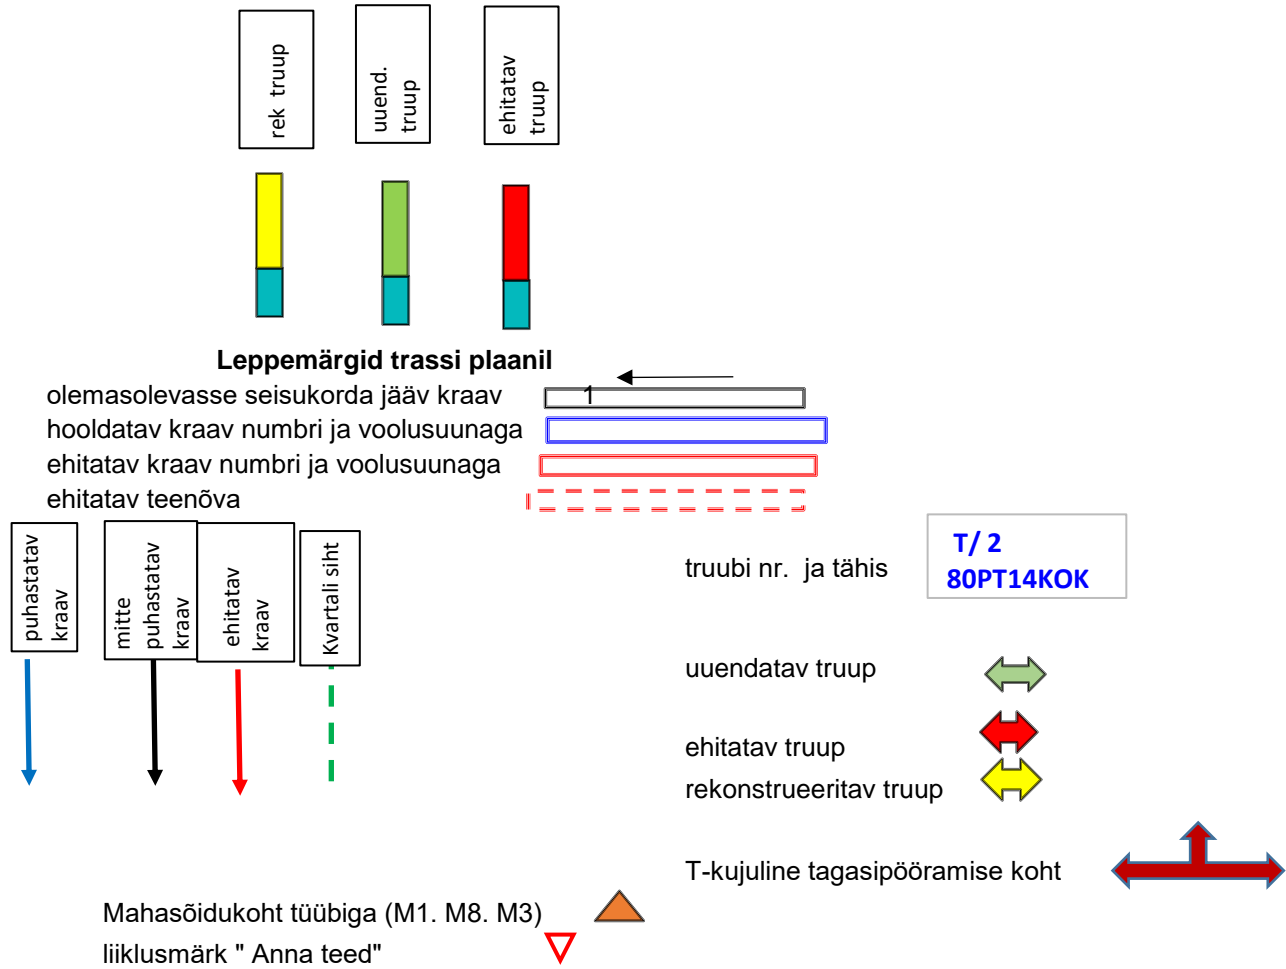 rek truup
uuend.
truup
ehitatav
truup
Leppemärgid trassi plaanil
olemasolevasse seisukorda jääv kraav
1
hooldatav kraav numbri ja voolusuunaga
ehitatav kraav numbri ja voolusuunaga
ehitatav teenõva
puhastatav
kraav
mitte
puhastatav
kraav
ehitatav
kraav
Kvartali siht
truubi nr. ja tähis
T/ 2
80PT14KOK
uuendatav truup
ehitatav truup
rekonstrueeritav truup
T-kujuline tagasipööramise koht
Mahasõidukoht tüübiga (M1. M8. M3)
liiklusmärk " Anna teed"